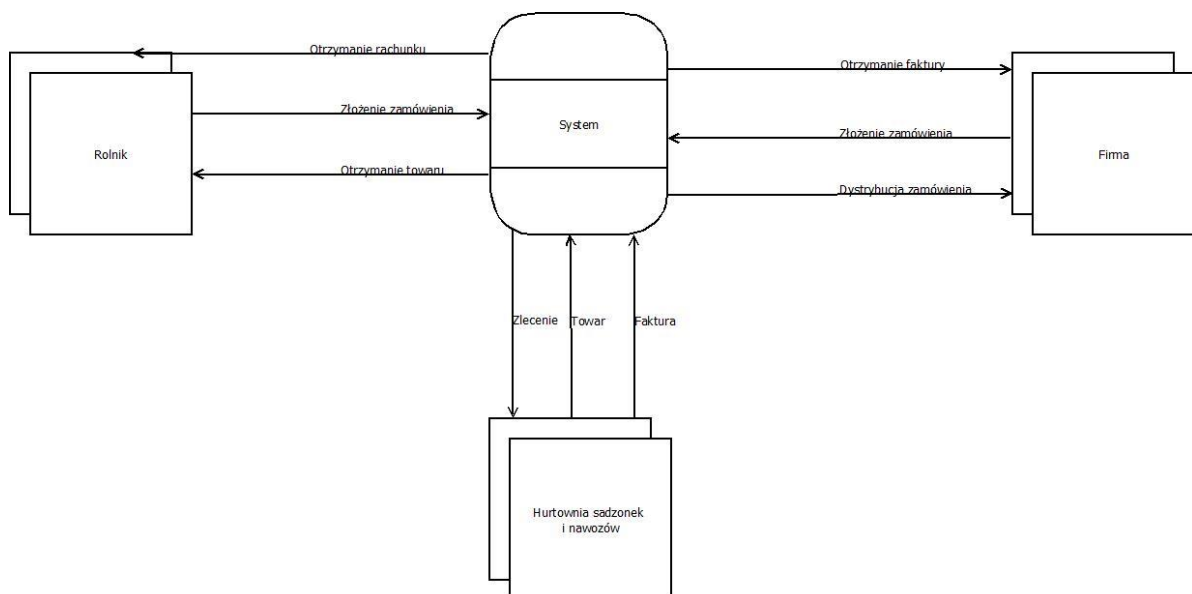 Otrzymanie rachunku
Złożenie zamówienia
Otrzymanie towaru
Rolnik
System
Otrzymanie faktury
Złożenie zamówienia
Dystrybucja zamówienia
Firma
Zlecenie
Towar
Faktura
Hurtownia sadzonek
i nawozów